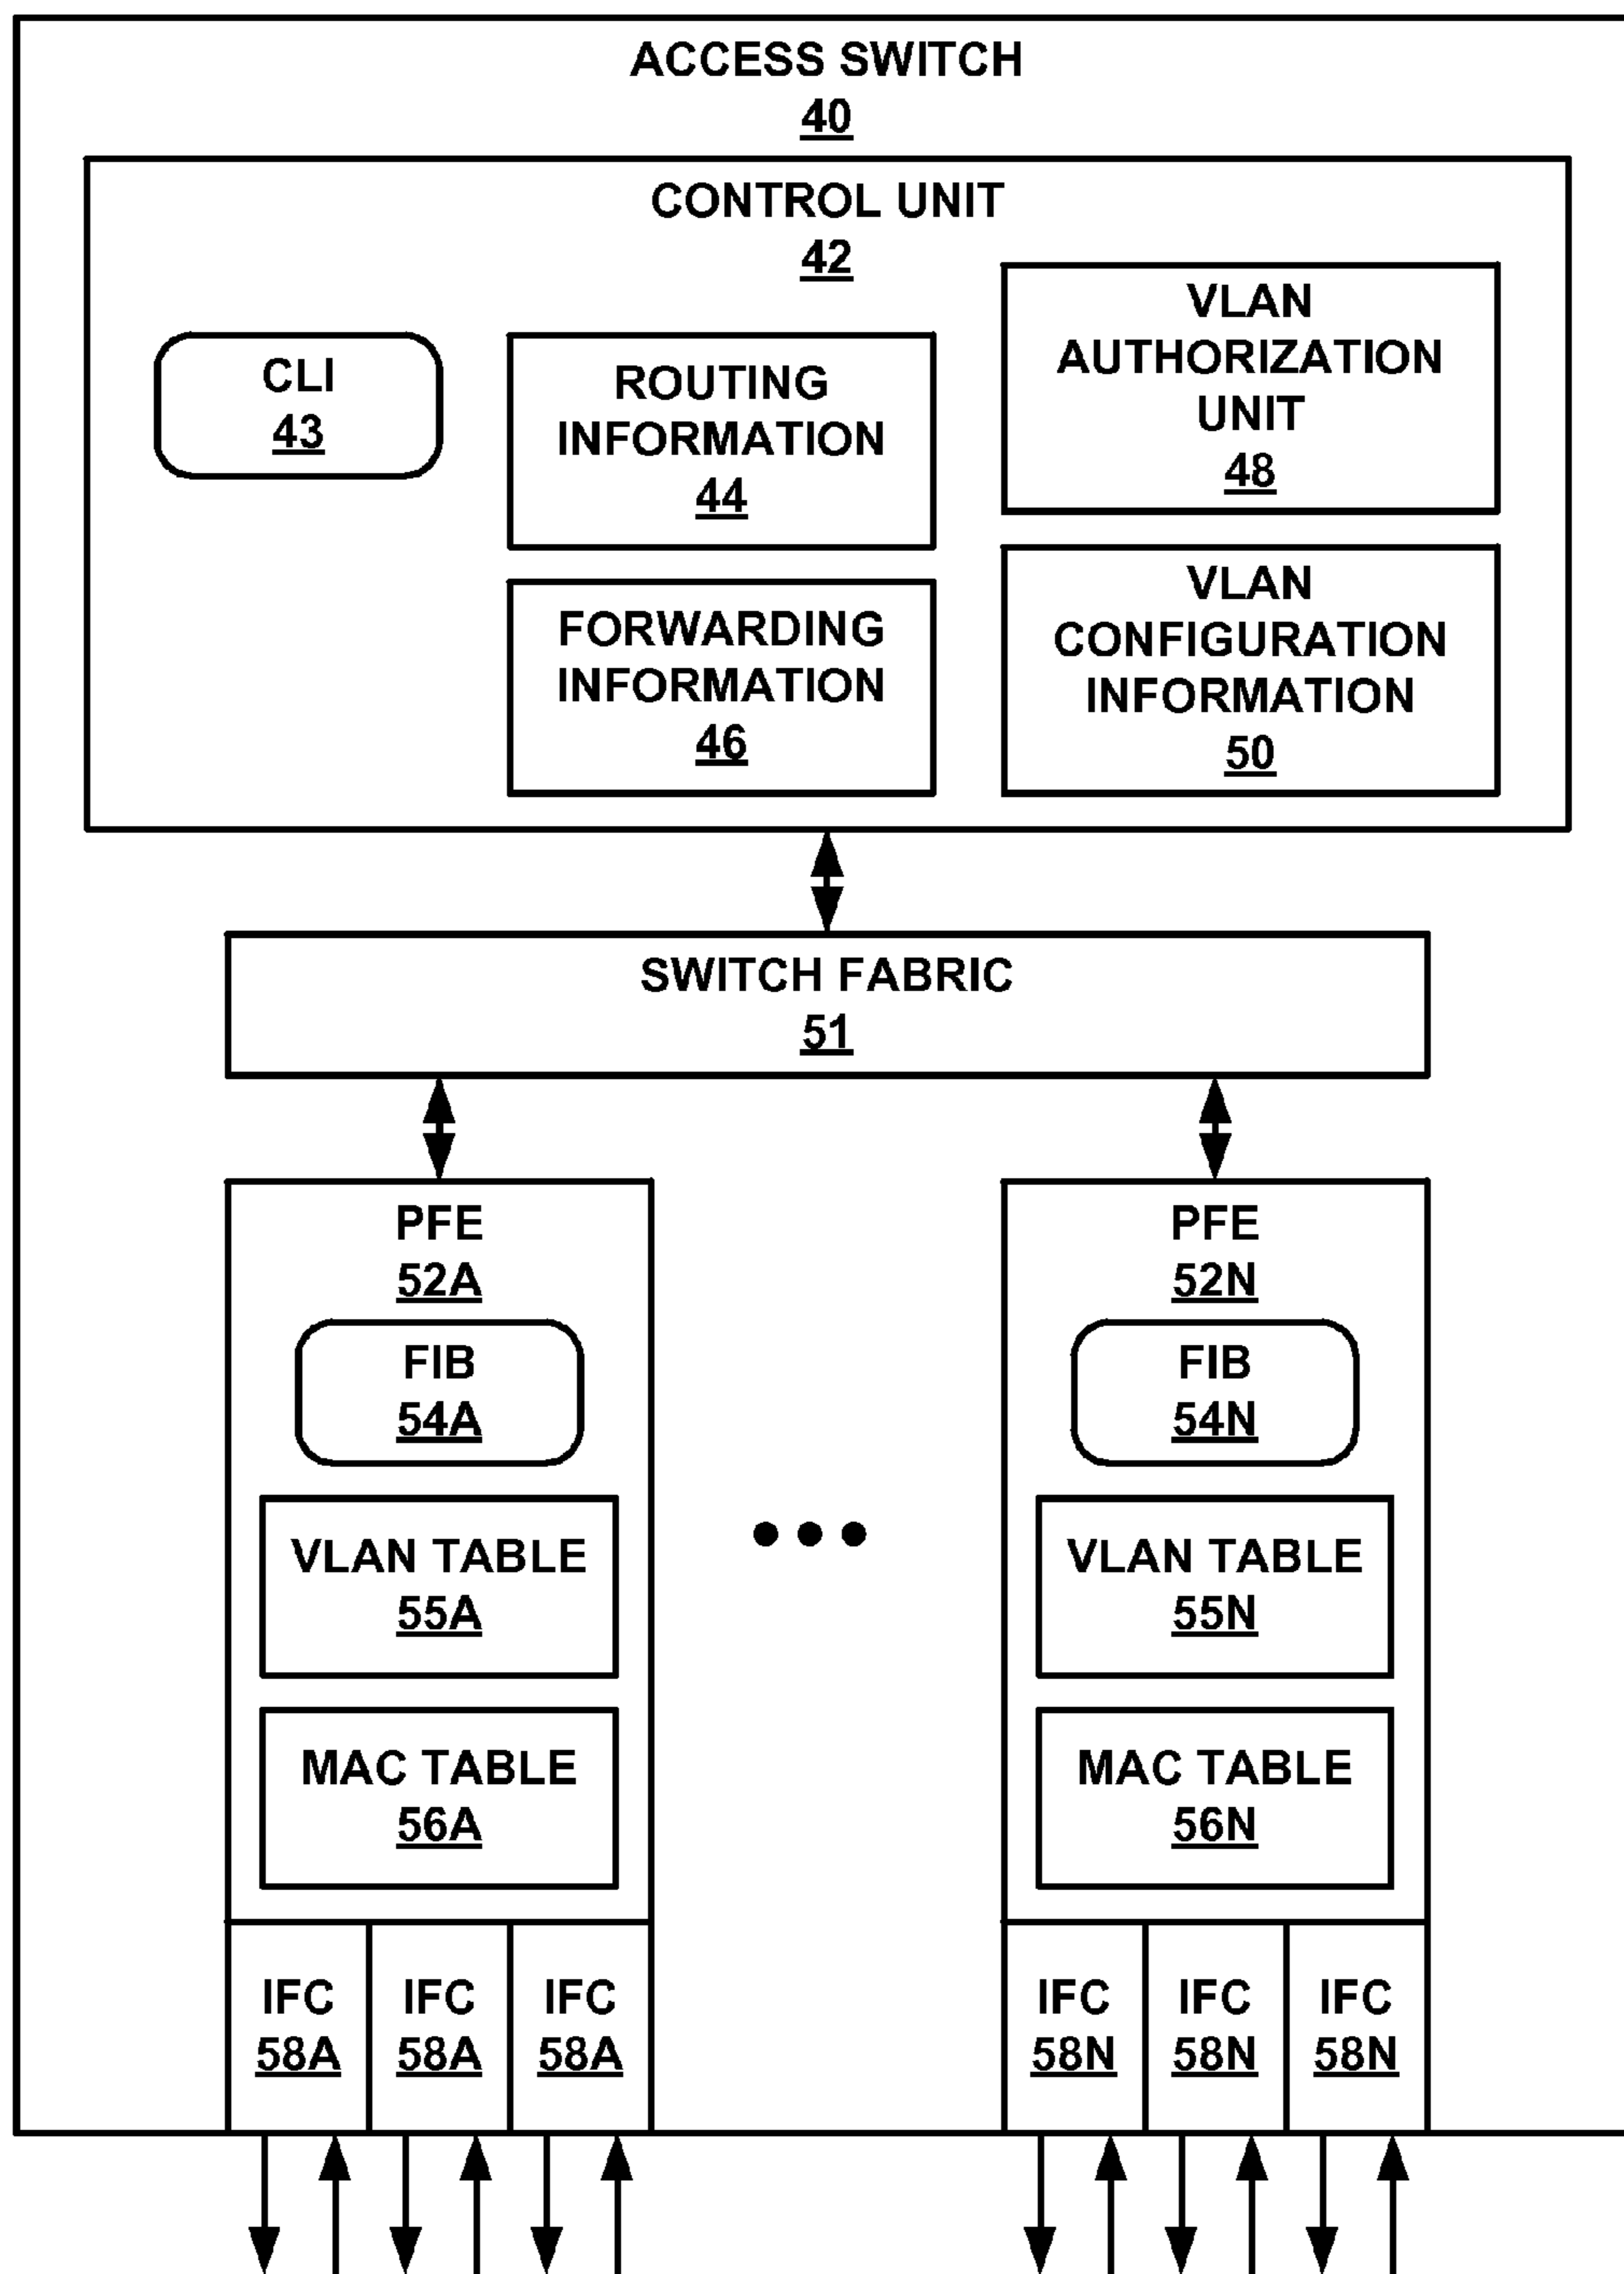 ACCESS SWITCH
40
CONTROL UNIT
42
CLI
43
ROUTING
INFORMATION
44
FORWARDING
INFORMATION
46
VLAN
AUTHORIZATION
UNIT
48
VLAN
CONFIGURATION
INFORMATION
50
SWITCH FABRIC
51
PFE
52A
FIB
54A
VLAN TABLE
55A
MAC TABLE
56A
IFC
58A
IFC
58A
IFC
58A
PFE
52N
FIB
54N
VLAN TABLE
55N
MAC TABLE
56N
IFC
58N
IFC
58N
IFC
58N